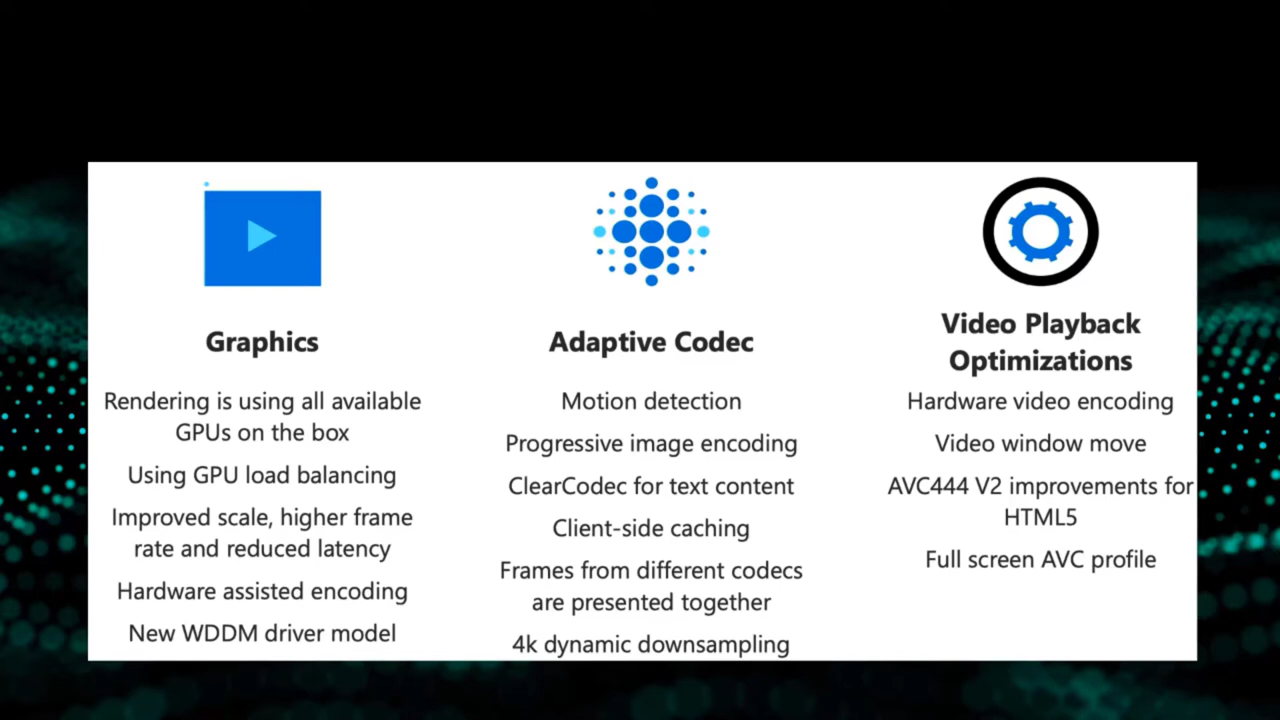 Graphics
Rendering is using all available
GPUs on the box
Using GPU load balancing
Improved scale, higher frame
rate and reduced latency
Hardware assisted encoding
New WDDM driver model
Adaptive Codec
Motion detection
Progressive image encoding
ClearCodec for text content
Client-side caching
Frames from different codecs
are presented together
4k dynamic downsampling
Video Playback
Optimizations
Hardware video encoding
Video window move
AVC444 V2 improvements for
HTML5
Full screen AVC profile